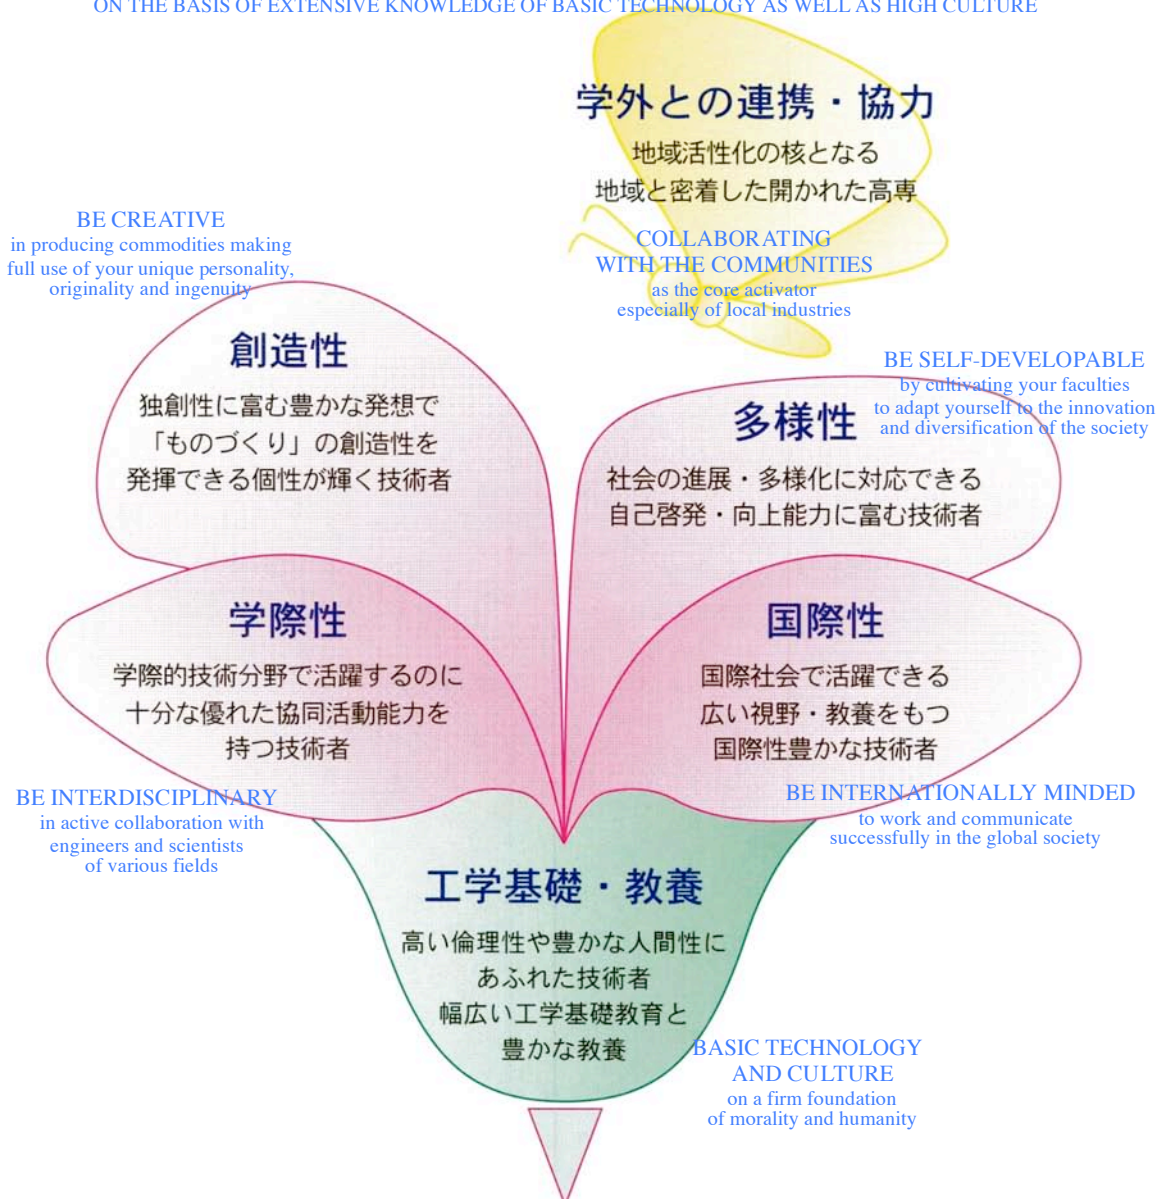 ON THE BASIS OF EXTENSIVE KNOWLEDGE OF BASIC TECHNOLOGY AS WELL AS HIGH CULTURE
学外との連携・協力
地域活性化の核となる
地域と密着した開かれた高専
COLLABORATING
WITH THE COMMUNITIES
as the core activator
especially of local industries
BE CREATIVE
in producing commodities making
full use of your unique personality,
originality and ingenuity
創造性
独創性に富む豊かな発想で
「ものづくり」の創造性を
発揮できる個性が輝く技術者
BE SELF-DEVELOPABLE
by cultivating your faculties
to adapt yourself to the innovation
and diversification of the society
多様性
社会の進展・多様化に対応できる
自己啓発・向上能力に富む技術者
学際性
学際的技術分野で活躍するのに
十分な優れた協同活動能力を
持つ技術者
BE INTERDISCIPLINARY
in active collaboration with
engineers and scientists
of various fields
国際性
国際社会で活躍できる
広い視野・教養をもつ
国際性豊かな技術者
BE INTERNATIONALLY MINDED
to work and communicate
successfully in the global society
工学基礎・教養
高い倫理性や豊かな人間性に
あふれた技術者
幅広い工学基礎教育と
豊かな教養
BASIC TECHNOLOGY
AND CULTURE
on a firm foundation
of morality and humanity